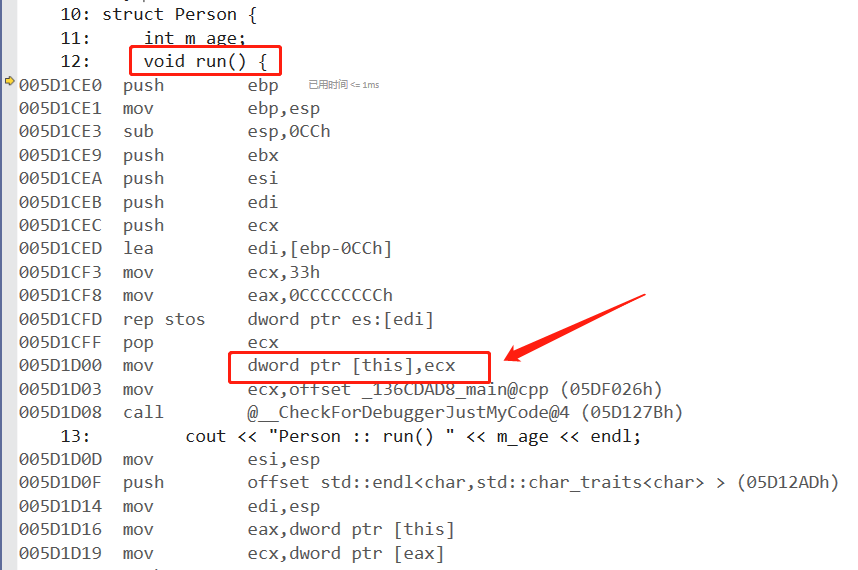 10: struct Person {
11:     int m_age;
12:     void run() {
005D1CE0  push        ebp  已用时间 <= 1ms
005D1CE1  mov         ebp,esp
005D1CE3  sub         esp,0CCh
005D1CE9  push        ebx
005D1CEA  push        esi
005D1CEB  push        edi
005D1CEC  push        ecx
005D1CED  lea         edi,[ebp-0CCh]
005D1CF3  mov         ecx,33h
005D1CF8  mov         eax,0CCCCCCCCh
005D1CFD  rep stos    dword ptr es:[edi]
005D1CFF  pop         ecx
005D1D00  mov         dword ptr [this],ecx
005D1D03  mov         ecx,offset _136CDAD8_main@cpp (05DF026h)
005D1D08  call        @__CheckForDebuggerJustMyCode@4 (05D127Bh)
13:         cout << "Person :: run() " << m_age << endl;
005D1D0D  mov         esi,esp
005D1D0F  push        offset std::endl<char,std::char_traits<char> > (05D12ADh)
005D1D14  mov         edi,esp
005D1D16  mov         eax,dword ptr [this]
005D1D19  mov         ecx,dword ptr [eax]